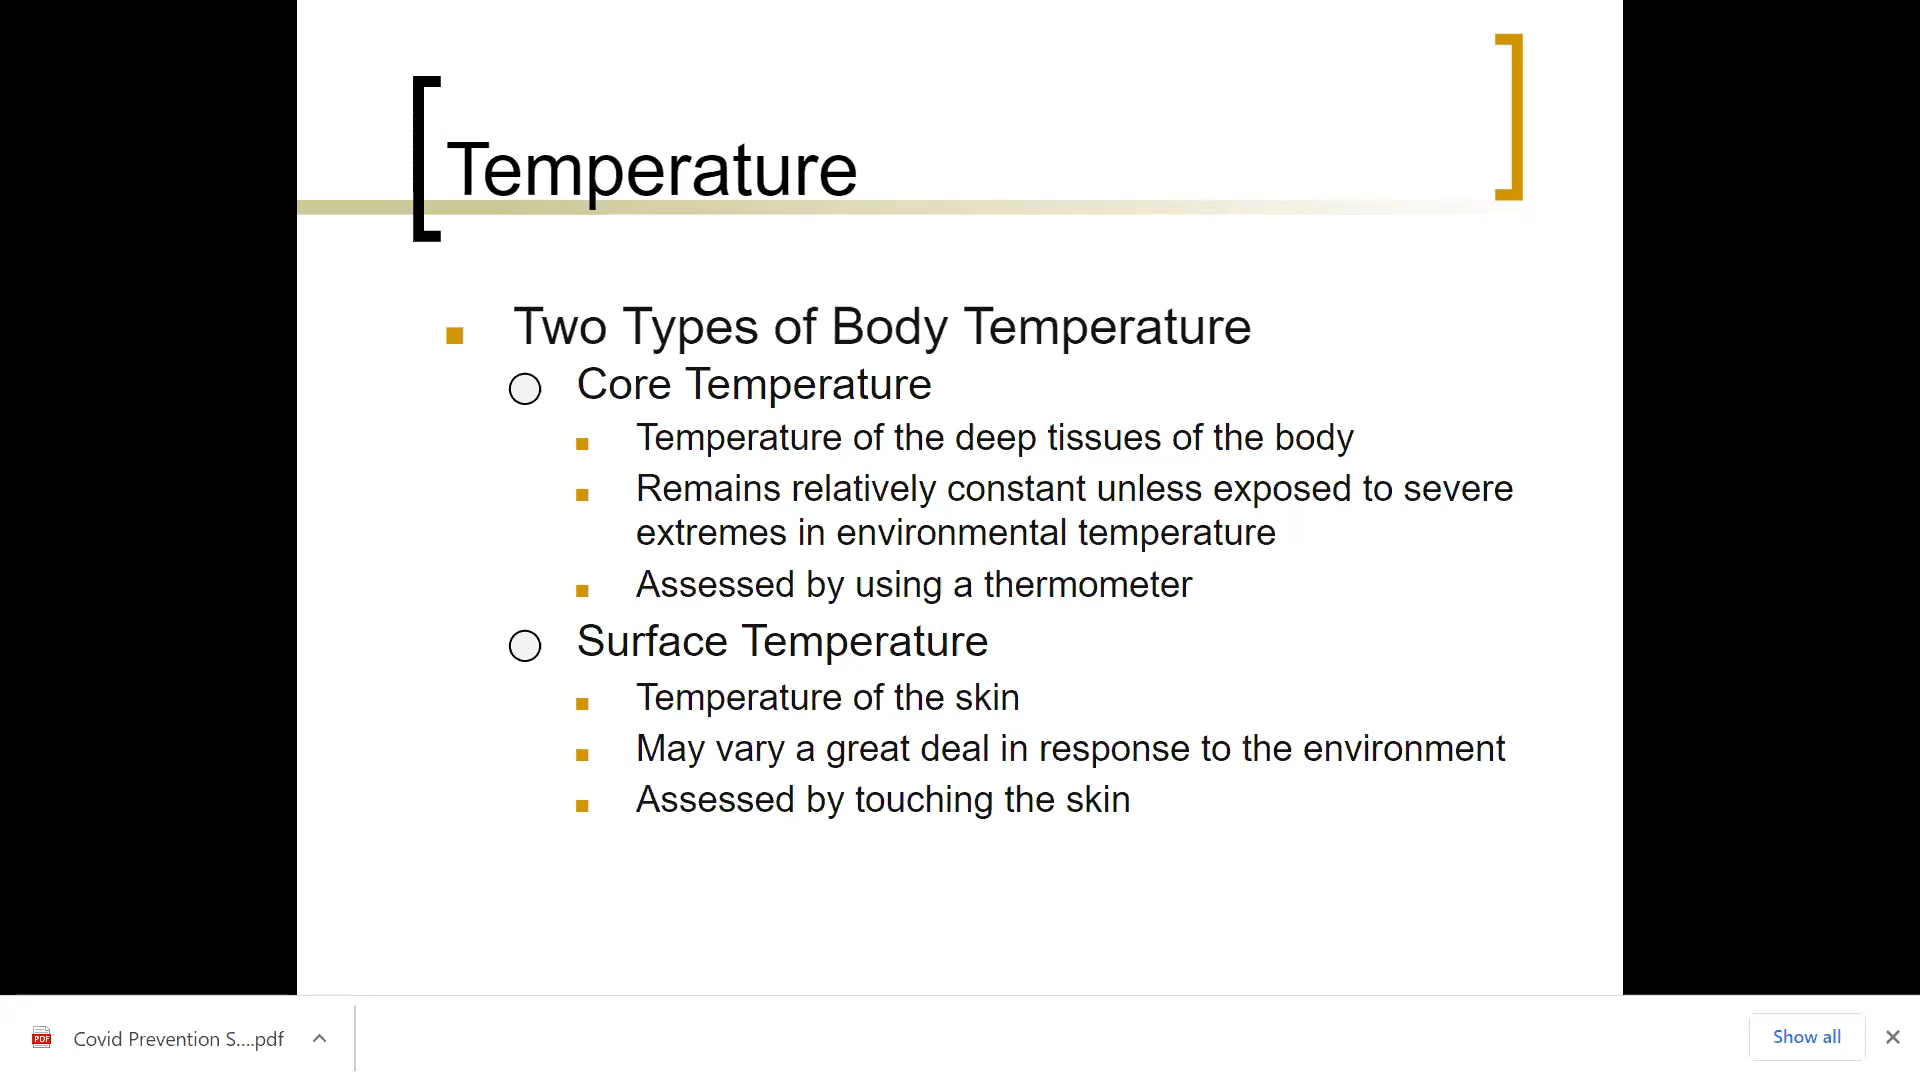 Temperature
Two Types of Body Temperature
Core Temperature
Temperature of the deep tissues of the body
Remains relatively constant unless exposed to severe
extremes in environmental temperature
Assessed by using a thermometer
Surface Temperature
Temperature of the skin
May vary a great deal in response to the environment
Assessed by touching the skin
PDF
Covid Prevention S....pdf
Show all